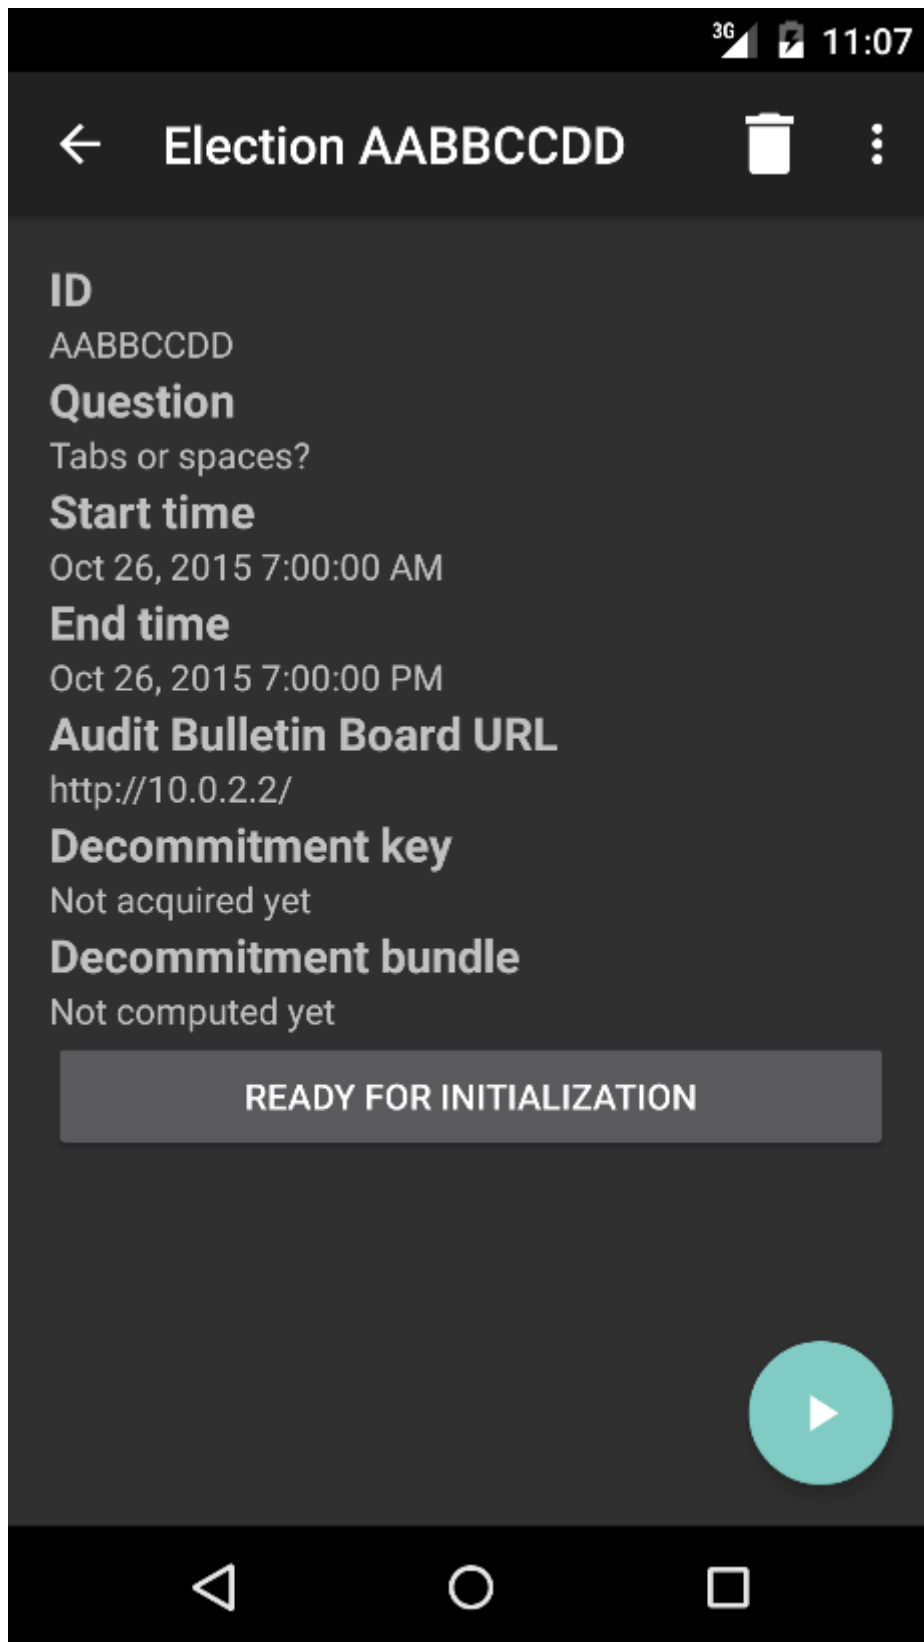 3G 11:07
Election AABBCCDD
ID
AABBCCDD
Question
Tabs or spaces?
Start time
Oct 26, 2015 7:00:00 AM
End time
Oct 26, 2015 7:00:00 PM
Audit Bulletin Board URL
http://10.0.2.2/
Decommitment key
Not acquired yet
Decommitment bundle
Not computed yet
READY FOR INITIALIZATION